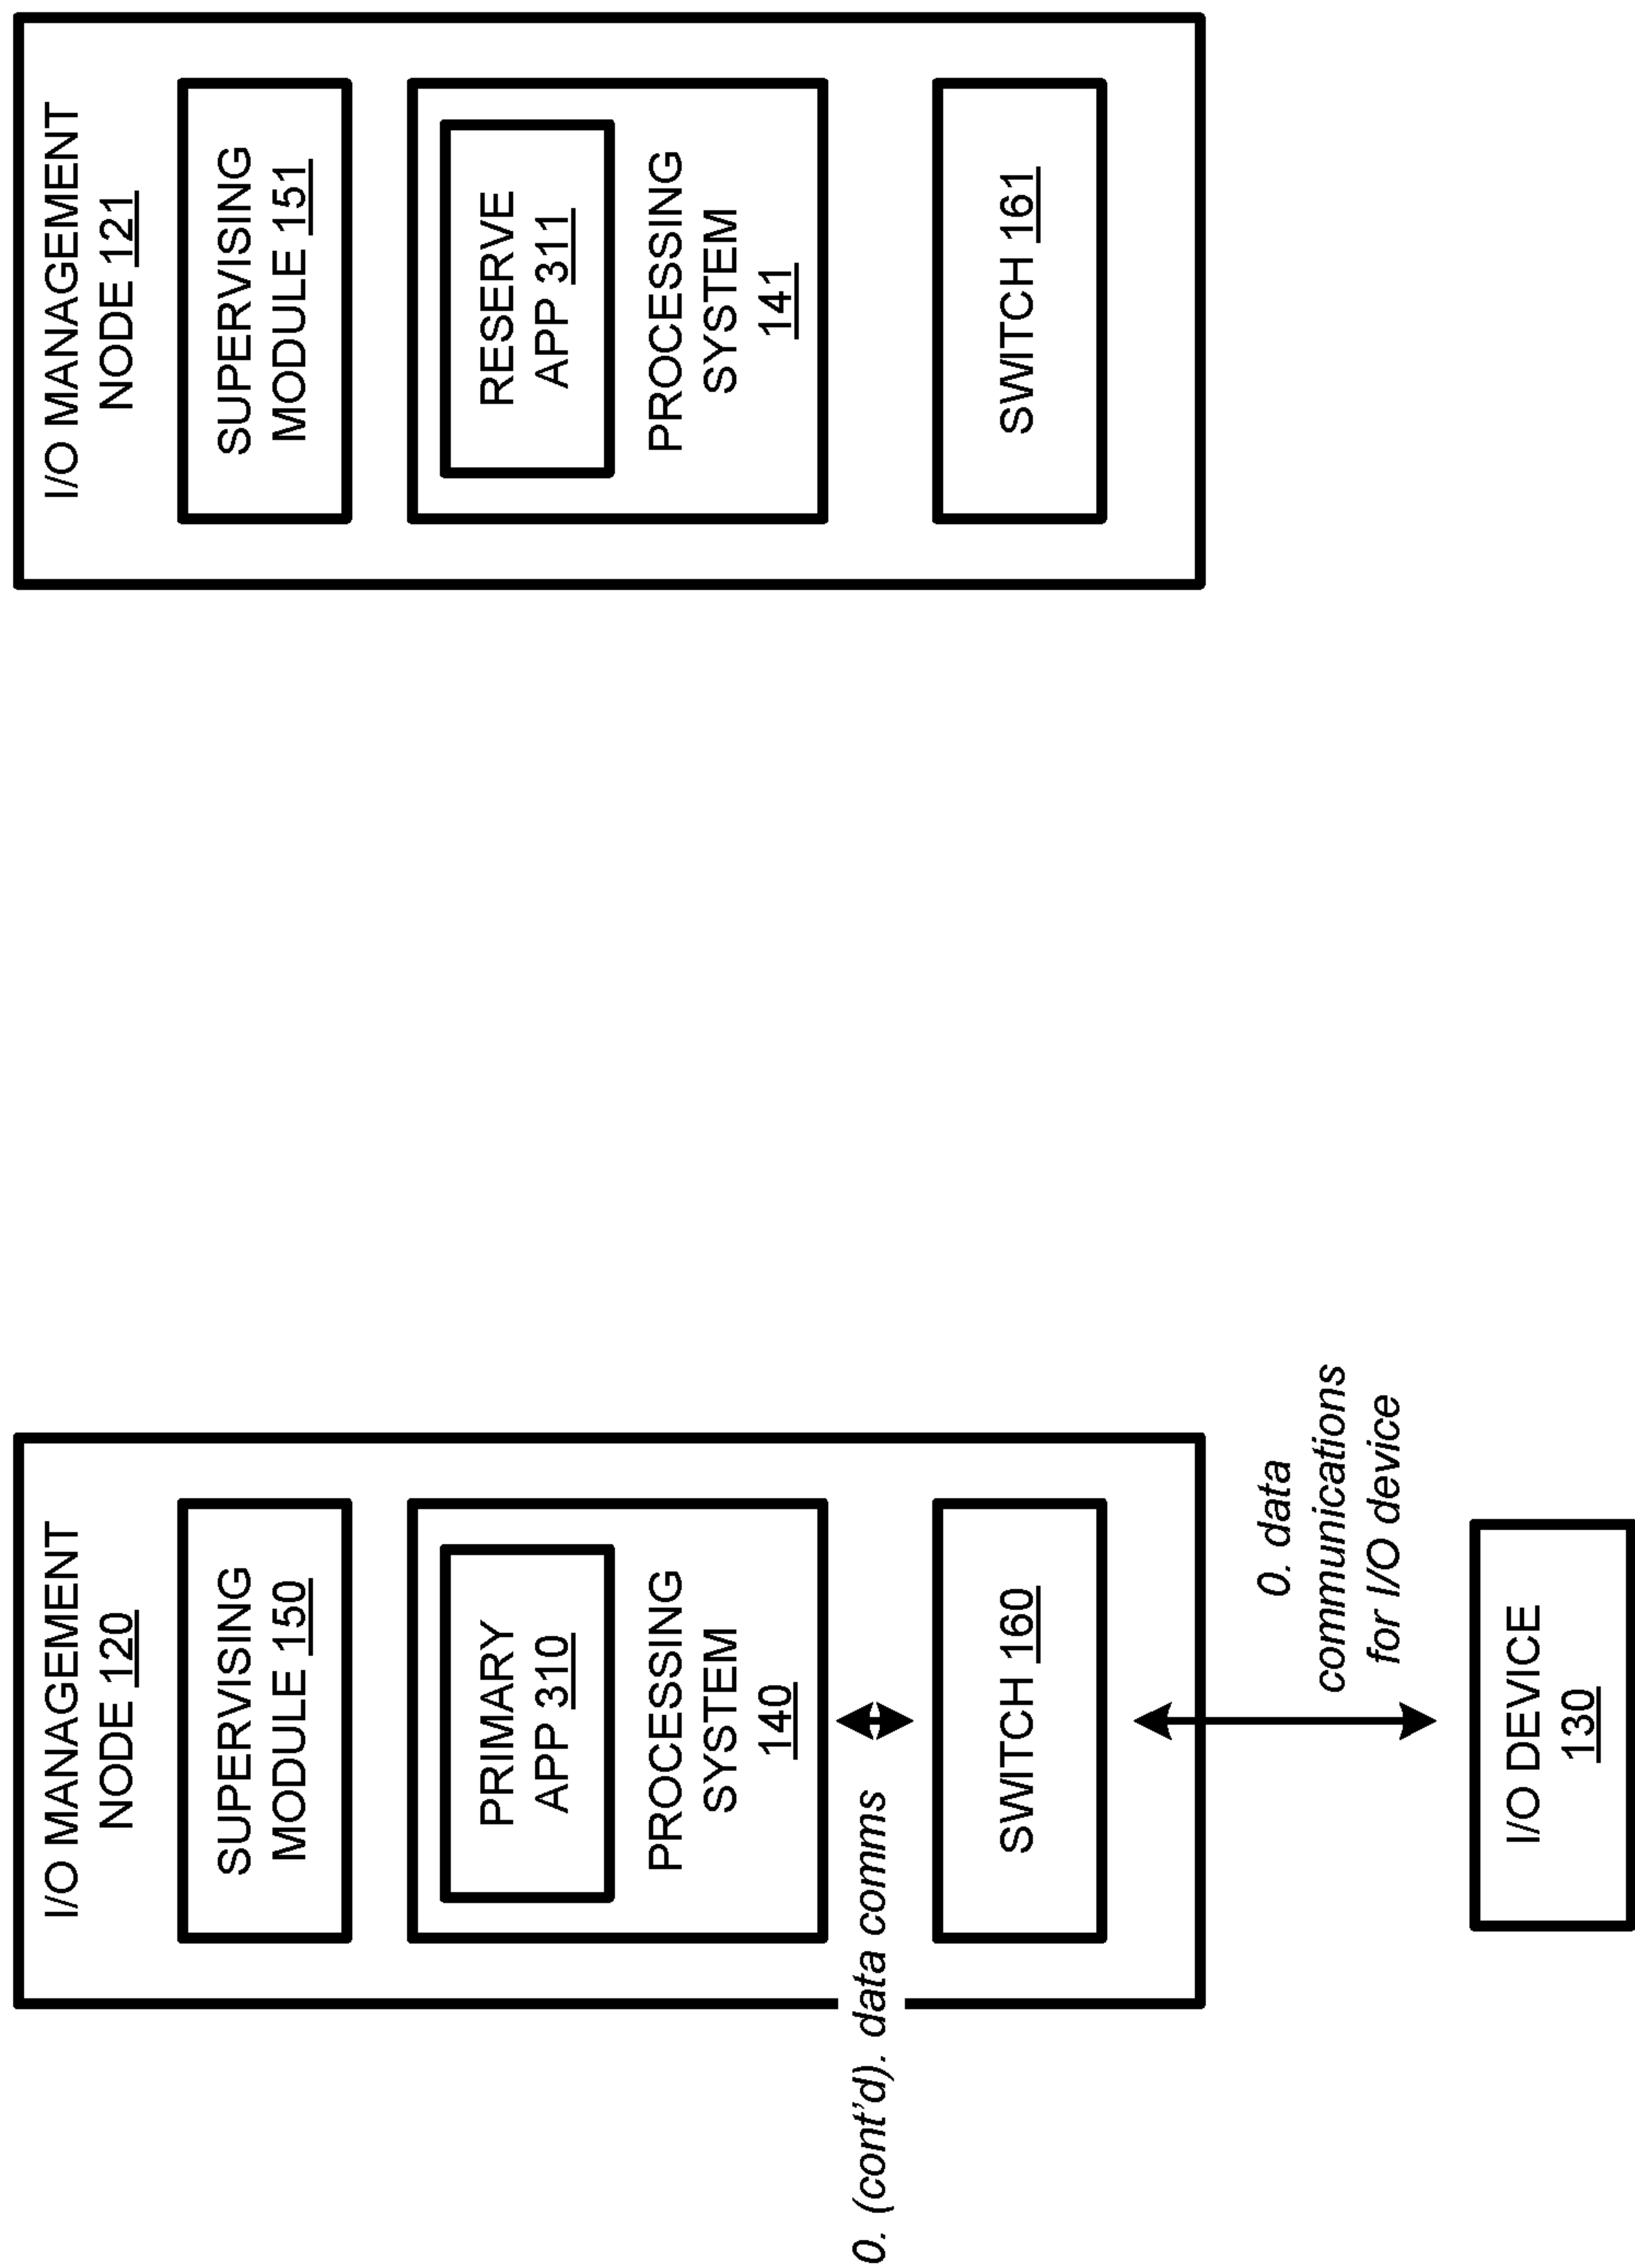 I/O MANAGEMENT
NODE 120
SUPERVISING
MODULE 150
PRIMARY
APP 310
PROCESSING
SYSTEM
140
0. (cont'd). data comms
SWITCH 160
0. data
communications
for I/O device
I/O DEVICE
130
I/O MANAGEMENT
NODE 121
SUPERVISING
MODULE 151
RESERVE
APP 311
PROCESSING
SYSTEM
141
SWITCH 161